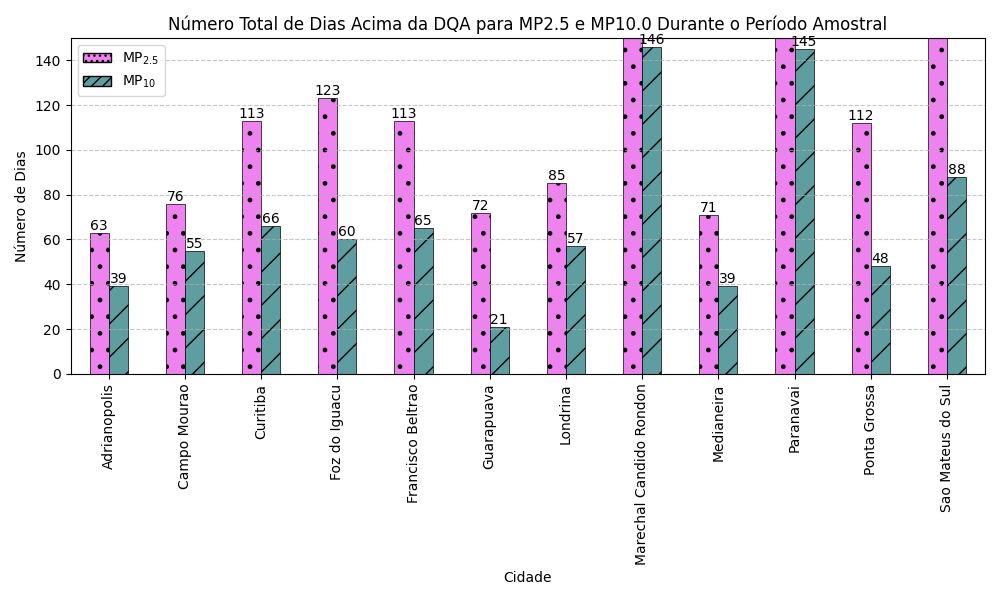 Número Total de Dias Acima da DQA para MP2.5 e MP10.0 Durante o Período Amostral
MP2.5
MP10
Número de Dias
140
120
100
80
60
40
20
0
63
39
76
55
113
66
123
60
113
65
72
21
85
57
146
71
39
145
112
48
88
Adrianopolis
Campo Mourao
Curitiba
Foz do Iguacu
Francisco Beltrao
Guarapuava
Londrina
Marechal Candido Rondon
Medianeira
Paranavai
Ponta Grossa
Sao Mateus do Sul
Cidade